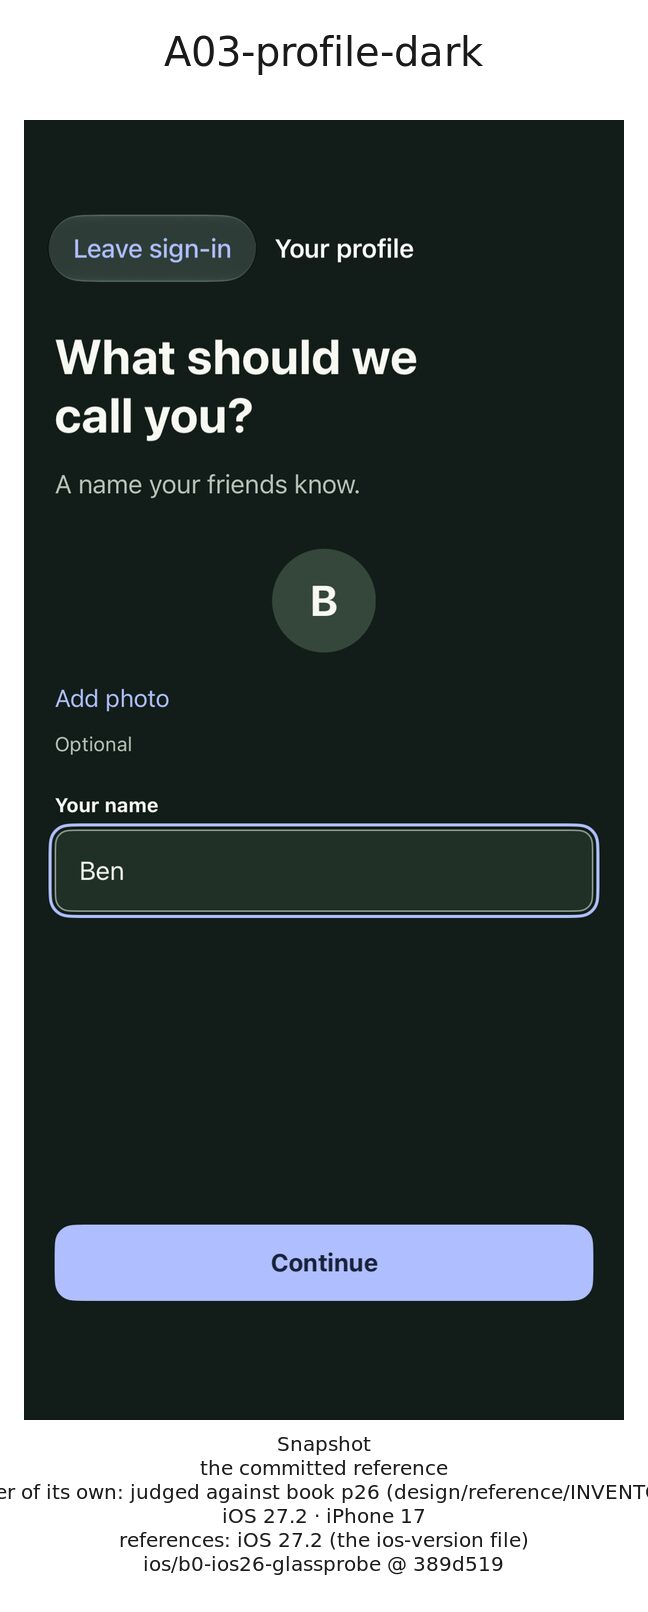 A03-profile-dark
Leave sign-in
Your profile
What should we
call you?
A name your friends know.
B
Add photo
Optional
Your name
Ben
Continue
Snapshot
the committed reference
of its own: judged against book p26 (design/reference/
iOS 27.2 · iPhone 17
references: iOS 27.2 (the ios-version file)
ios/b0-ios26-glassprobe @ 389d519